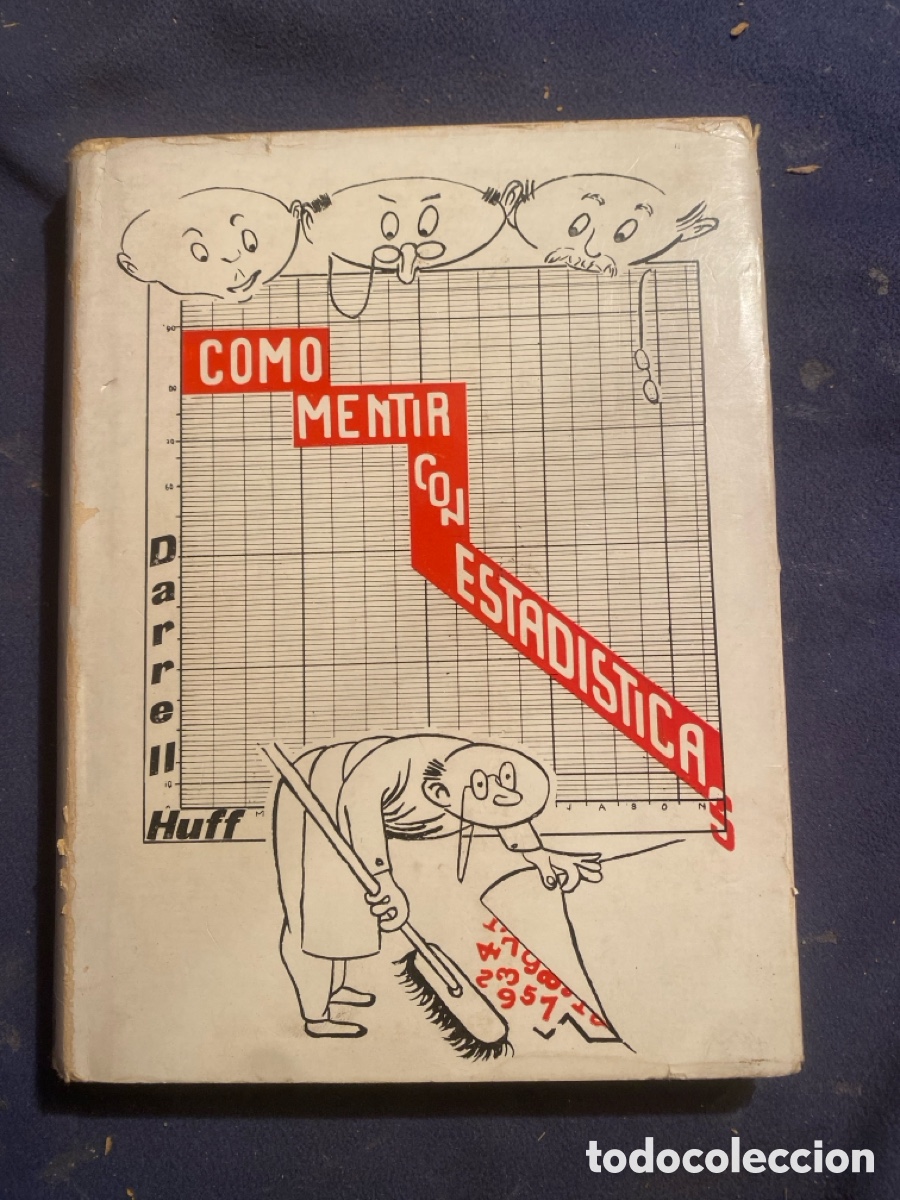 COMO
MENTIR
CON
ESTADISTICAS
Darrell
Huff
J A S O N
todocoleccion